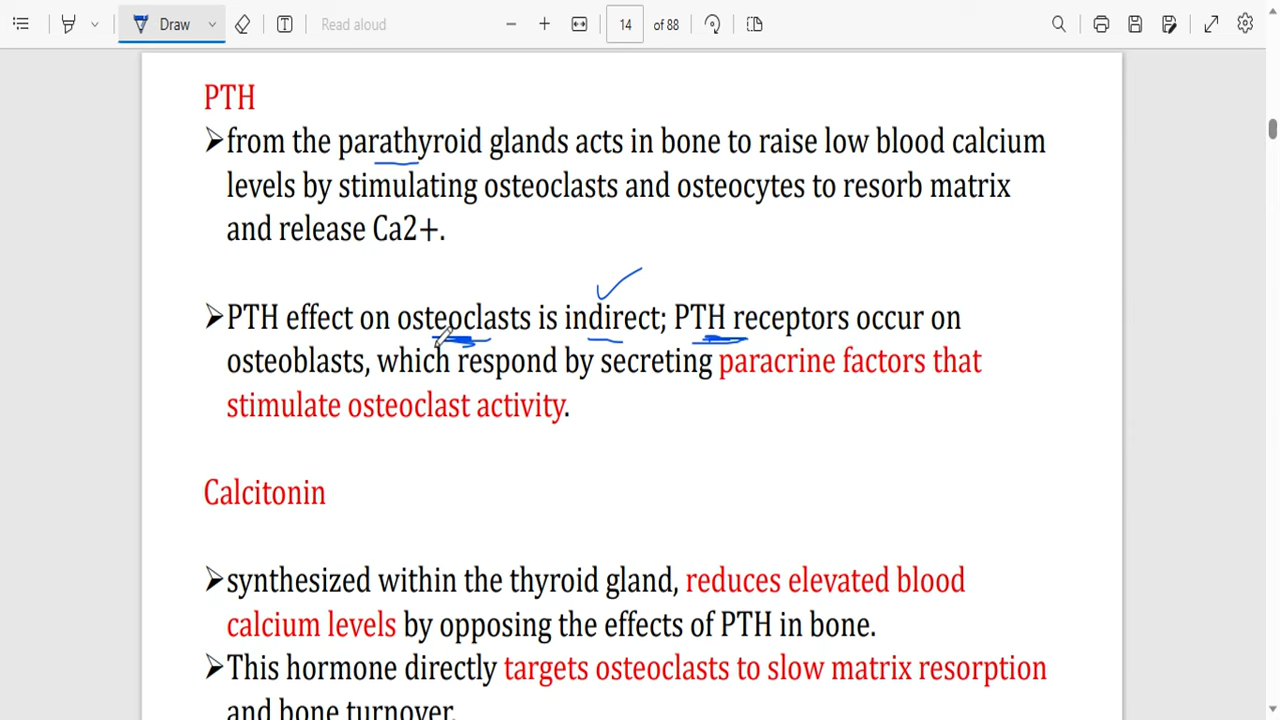 Draw
Read aloud
14 of 88
PTH
➢from the parathyroid glands acts in bone to raise low blood calcium
levels by stimulating osteoclasts and osteocytes to resorb matrix
and release Ca2+.
➢PTH effect on osteoclasts is indirect; PTH receptors occur on
osteoblasts, which respond by secreting paracrine factors that
stimulate osteoclast activity.
Calcitonin
➢synthesized within the thyroid gland, reduces elevated blood
calcium levels by opposing the effects of PTH in bone.
➢This hormone directly targets osteoclasts to slow matrix resorption
and bone turnover.